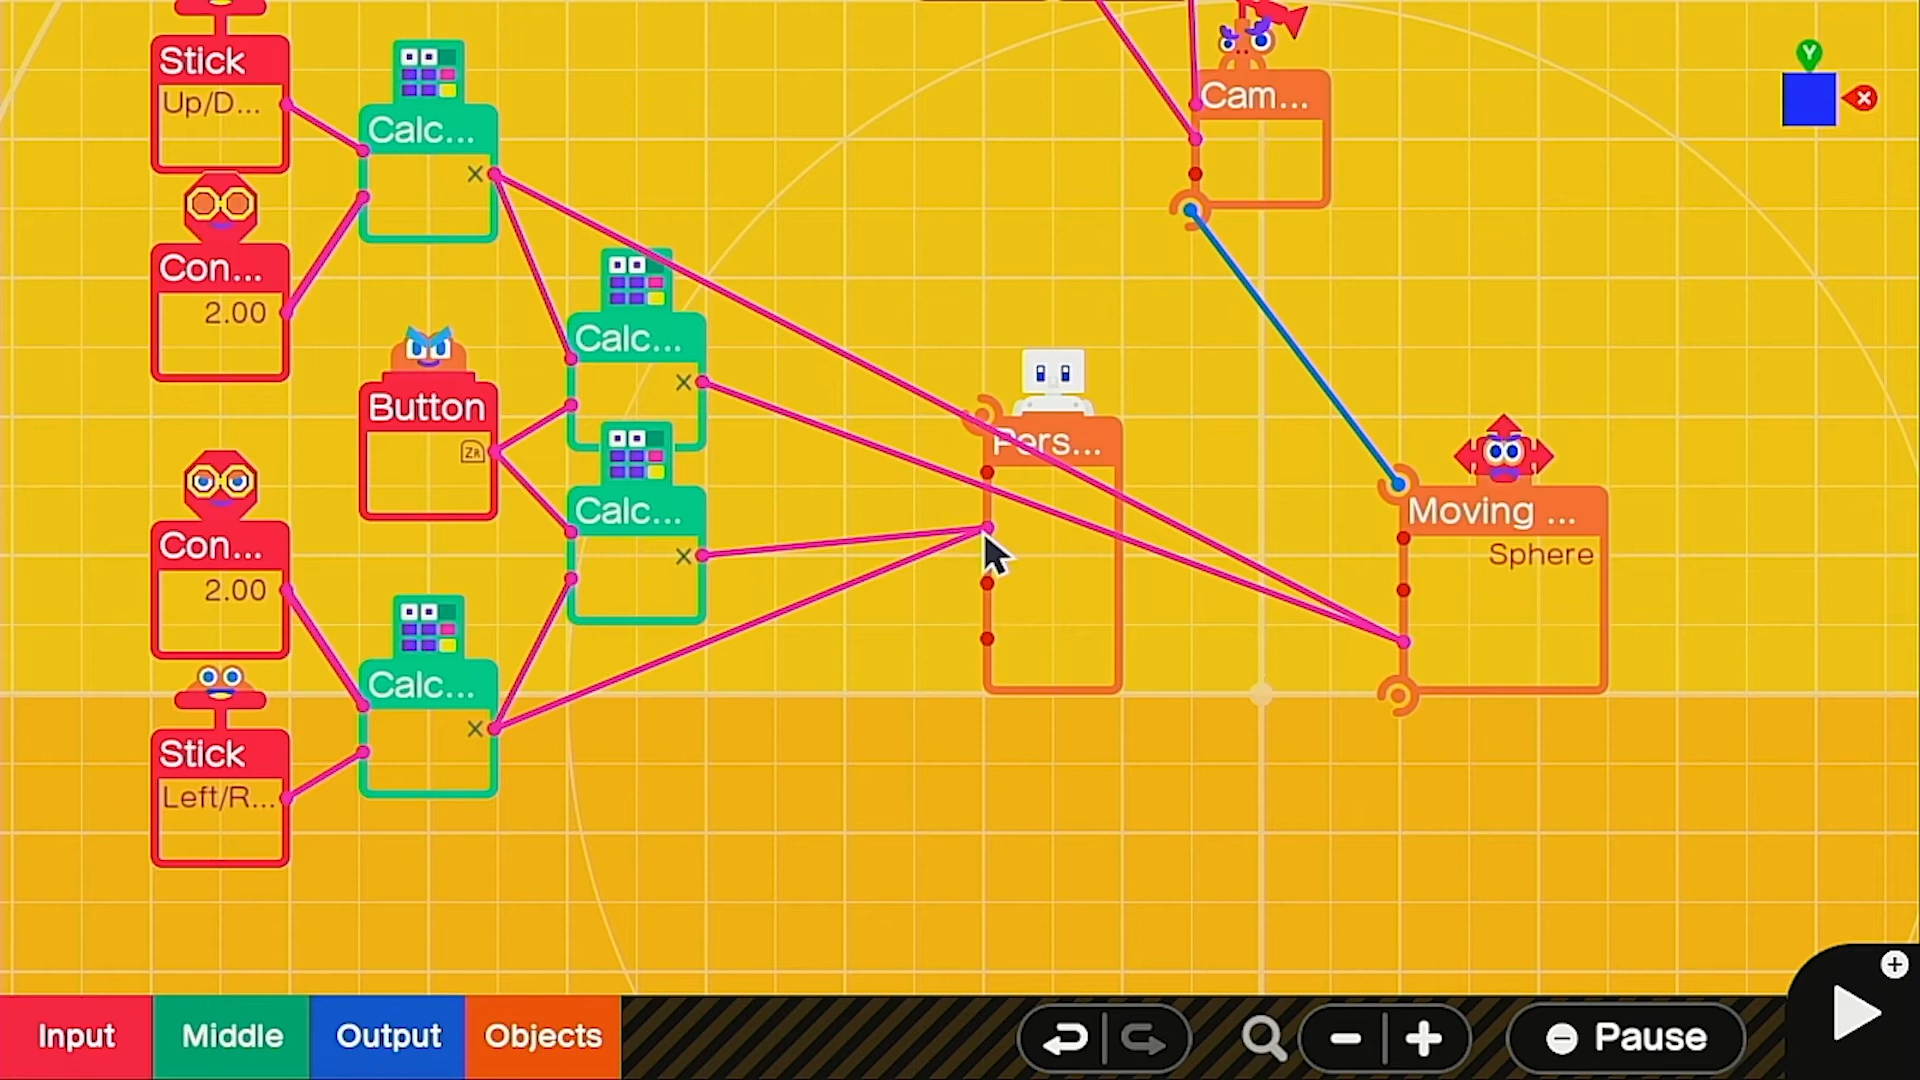 Stick
Up/D...
Calc...
×
Con...
2.00
Cam...
Y
X
Button
ZR
Calc...
×
Pers...
Con...
2.00
Calc...
×
Moving ...
Sphere
Calc...
×
Stick
Left/R...
Input
Middle
Output
Objects
Pause